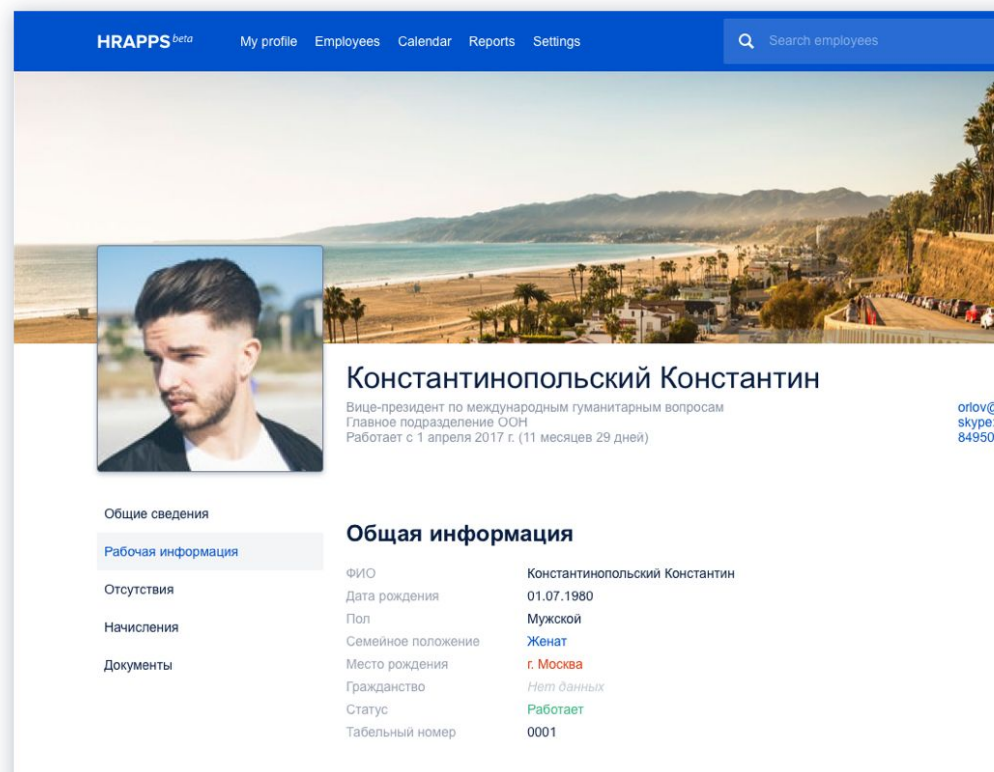 HRAPPS beta
My profile Employees Calendar Reports Settings
Search employees
Константинопольский Константин
Вице-президент по международным гуманитарным вопросам
Главное подразделение ООН
Работает с 1 апреля 2017 г. (11 месяцев 29 дней)
orlov@
skype:
84950
Общие сведения
Рабочая информация
Отсутствия
Начисления
Документы
Общая информация
ФИО Константинопольский Константин
Дата рождения 01.07.1980
Пол Мужской
Семейное положение Женат
Место рождения г. Москва
Гражданство Нет данных
Статус Работает
Табельный номер 0001